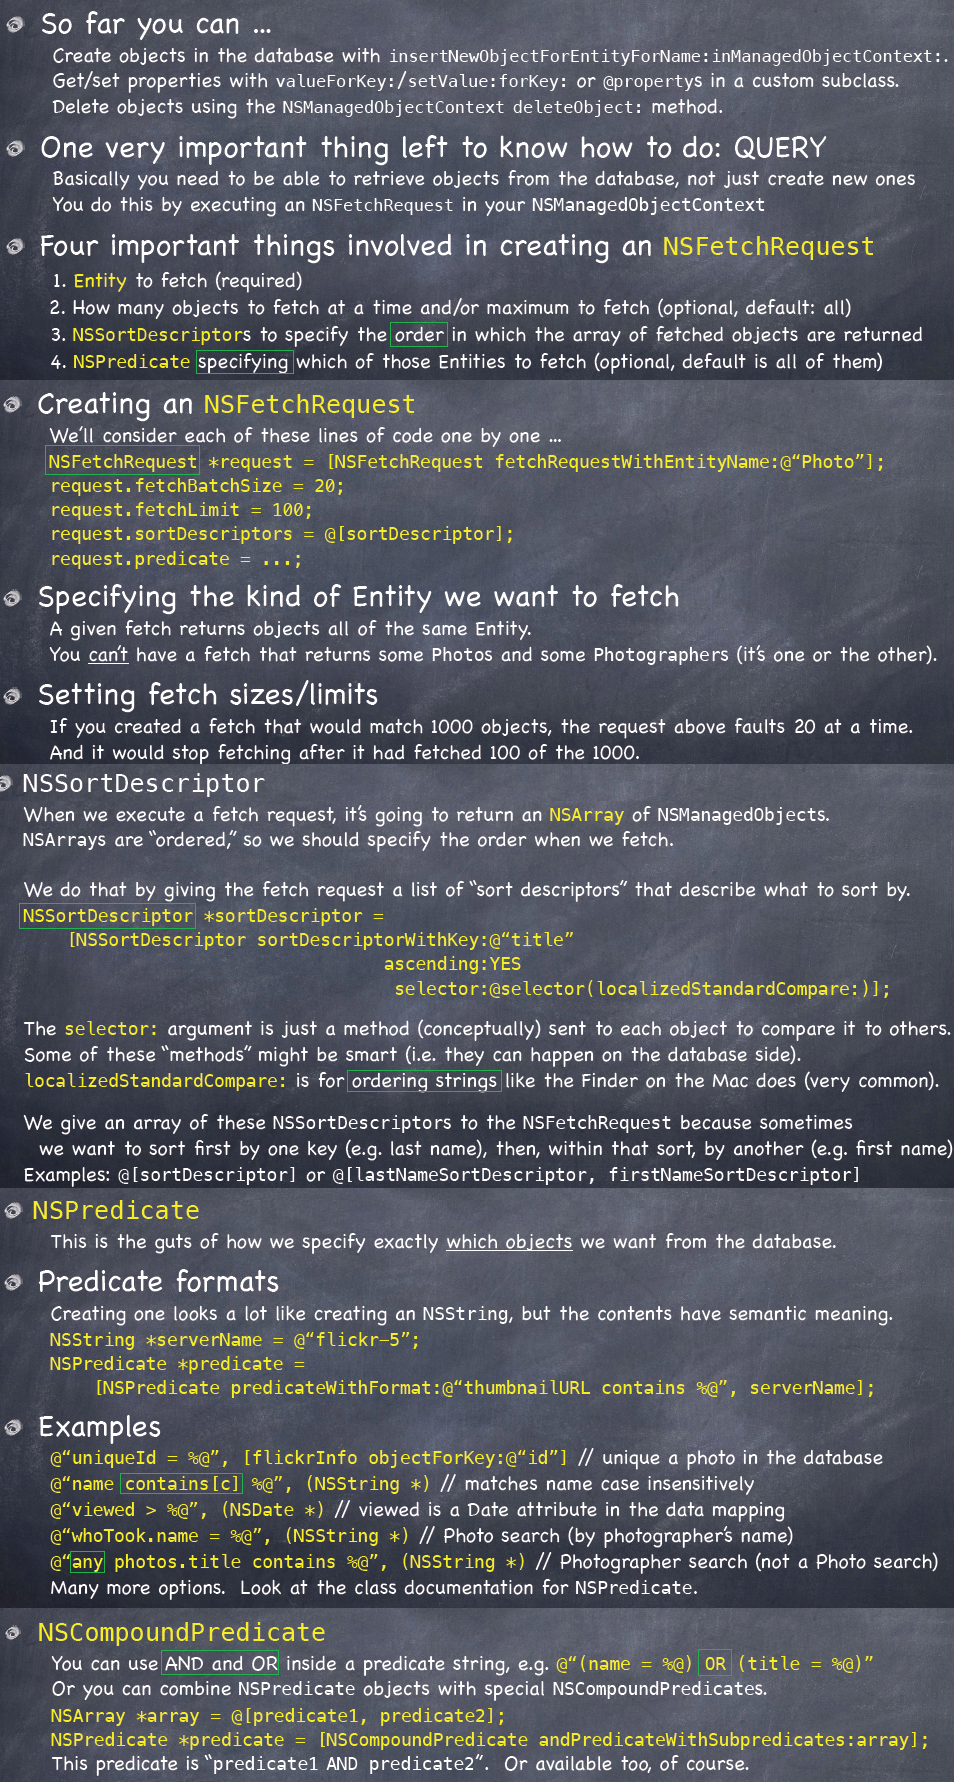 So far you can ...
Create objects in the database with insertNewObjectForEntityForName:inManagedObjectContext:.
Get/set properties with valueForKey:/setValue:forKey: or @propertys in a custom subclass.
Delete objects using the NSManagedObjectContext deleteObject: method.
One very important thing left to know how to do: QUERY
Basically you need to be able to retrieve objects from the database, not just create new ones
You do this by executing an NSFetchRequest in your NSManagedObjectContext
Four important things involved in creating an NSFetchRequest
1. Entity to fetch (required)
2. How many objects to fetch at a time and/or maximum to fetch (optional, default: all)
3. NSSortDescriptors to specify the order in which the array of fetched objects are returned
4. NSPredicate specifying which of those Entities to fetch (optional, default is all of them)
Creating an NSFetchRequest
We'll consider each of these lines of code one by one ...
NSFetchRequest *request = [NSFetchRequest fetchRequestWithEntityName:@“Photo”];
request.fetchBatchSize = 20;
request.fetchLimit = 100;
request.sortDescriptors = @[sortDescriptor];
request.predicate = ...;
Specifying the kind of Entity we want to fetch
A given fetch returns objects all of the same Entity.
You can't have a fetch that returns some Photos and some Photographers (it's one or the other).
Setting fetch sizes/limits
If you created a fetch that would match 1000 objects, the request above faults 20 at a time.
And it would stop fetching after it had fetched 100 of the 1000.
NSSortDescriptor
When we execute a fetch request, it's going to return an NSArray of NSManagedObjects.
NSArrays are “ordered,” so we should specify the order when we fetch.
We do that by giving the fetch request a list of “sort descriptors” that describe what to sort by.
NSSortDescriptor *sortDescriptor =
[NSSortDescriptor sortDescriptorWithKey:@“title”
ascending:YES
selector:@selector(localizedStandardCompare:)];
The selector: argument is just a method (conceptually) sent to each object to compare it to others.
Some of these “methods” might be smart (i.e. they can happen on the database side).
localizedStandardCompare: is for ordering strings like the Finder on the Mac does (very common).
We give an array of these NSSortDescriptors to the NSFetchRequest because sometimes
we want to sort first by one key (e.g. last name), then, within that sort, by another (e.g. first name)
Examples: @[sortDescriptor] or @[lastNameSortDescriptor, firstNameSortDescriptor]
NSPredicate
This is the guts of how we specify exactly which objects we want from the database.
Predicate formats
Creating one looks a lot like creating an NSString, but the contents have semantic meaning.
NSString *serverName = @“flickr-5”;
NSPredicate *predicate =
[NSPredicate predicateWithFormat:@“thumbnailURL contains %@”, serverName];
Examples
@“uniqueId = %@”, [flickrInfo objectForKey:@“id”] // unique a photo in the database
@“name contains[c] %@”, (NSString *) // matches name case insensitively
@“viewed > %@”, (NSDate *) // viewed is a Date attribute in the data mapping
@“whoTook.name = %@”, (NSString *) // Photo search (by photographer's name)
@“any photos.title contains %@”, (NSString *) // Photographer search (not a Photo search)
Many more options. Look at the class documentation for NSPredicate.
NSCompoundPredicate
You can use AND and OR inside a predicate string, e.g. @“(name = %@) OR (title = %@)”
Or you can combine NSPredicate objects with special NSCompoundPredicates.
NSArray *array = @[predicate1, predicate2];
NSPredicate *predicate = [NSCompoundPredicate andPredicateWithSubpredicates:array];
This predicate is “predicate1 AND predicate2”. Or available too, of course.